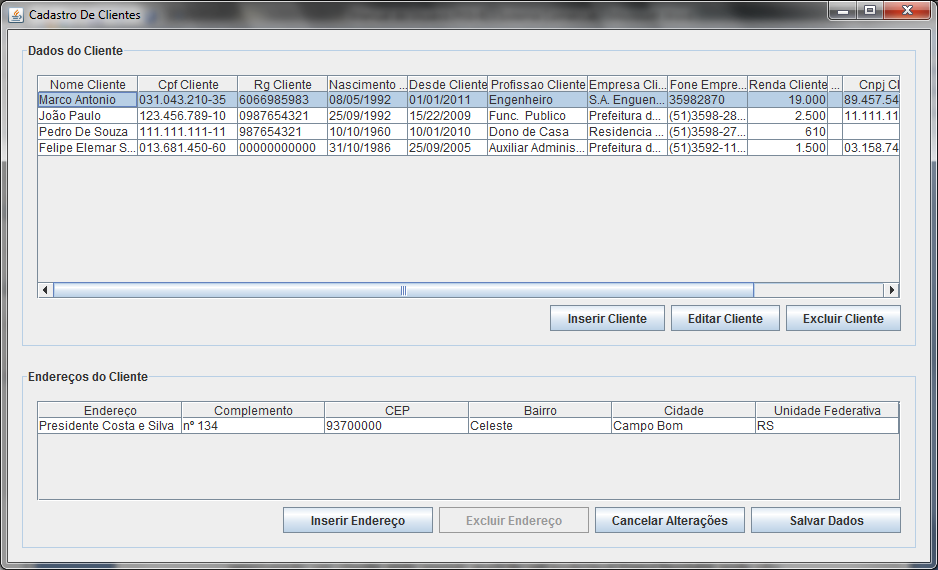 Cadastro De Clientes
Dados do Cliente
Nome Cliente Cpf Cliente Rg Cliente Nascimento ... Desde Cliente Profissao Cliente Empresa Cli... Fone Empre... Renda Cliente ... Cnpj Cl
Marco Antonio 031.043.210-35 6066985983 08/05/1992 01/01/2011 Engenheiro S.A. Enguen... 35982870 19.000 89.457.54
João Paulo 123.456.789-10 0987654321 25/09/1992 15/22/2009 Func. Publico Prefeitura d... (51)3598-28... 2.500 11.111.11
Pedro De Souza 111.111.111-11 987654321 10/10/1960 10/01/2010 Dono de Casa Residencia ... (51)3598-27... 610
Felipe Elemar S... 013.681.450-60 00000000000 31/10/1986 25/09/2005 Auxiliar Adminis... Prefeitura d... (51)3592-11... 1.500 03.158.74
Inserir Cliente Editar Cliente Excluir Cliente
Endereços do Cliente
Endereço Complemento CEP Bairro Cidade Unidade Federativa
Presidente Costa e Silva nº 134 93700000 Celeste Campo Bom RS
Inserir Endereço Excluir Endereço Cancelar Alterações Salvar Dados